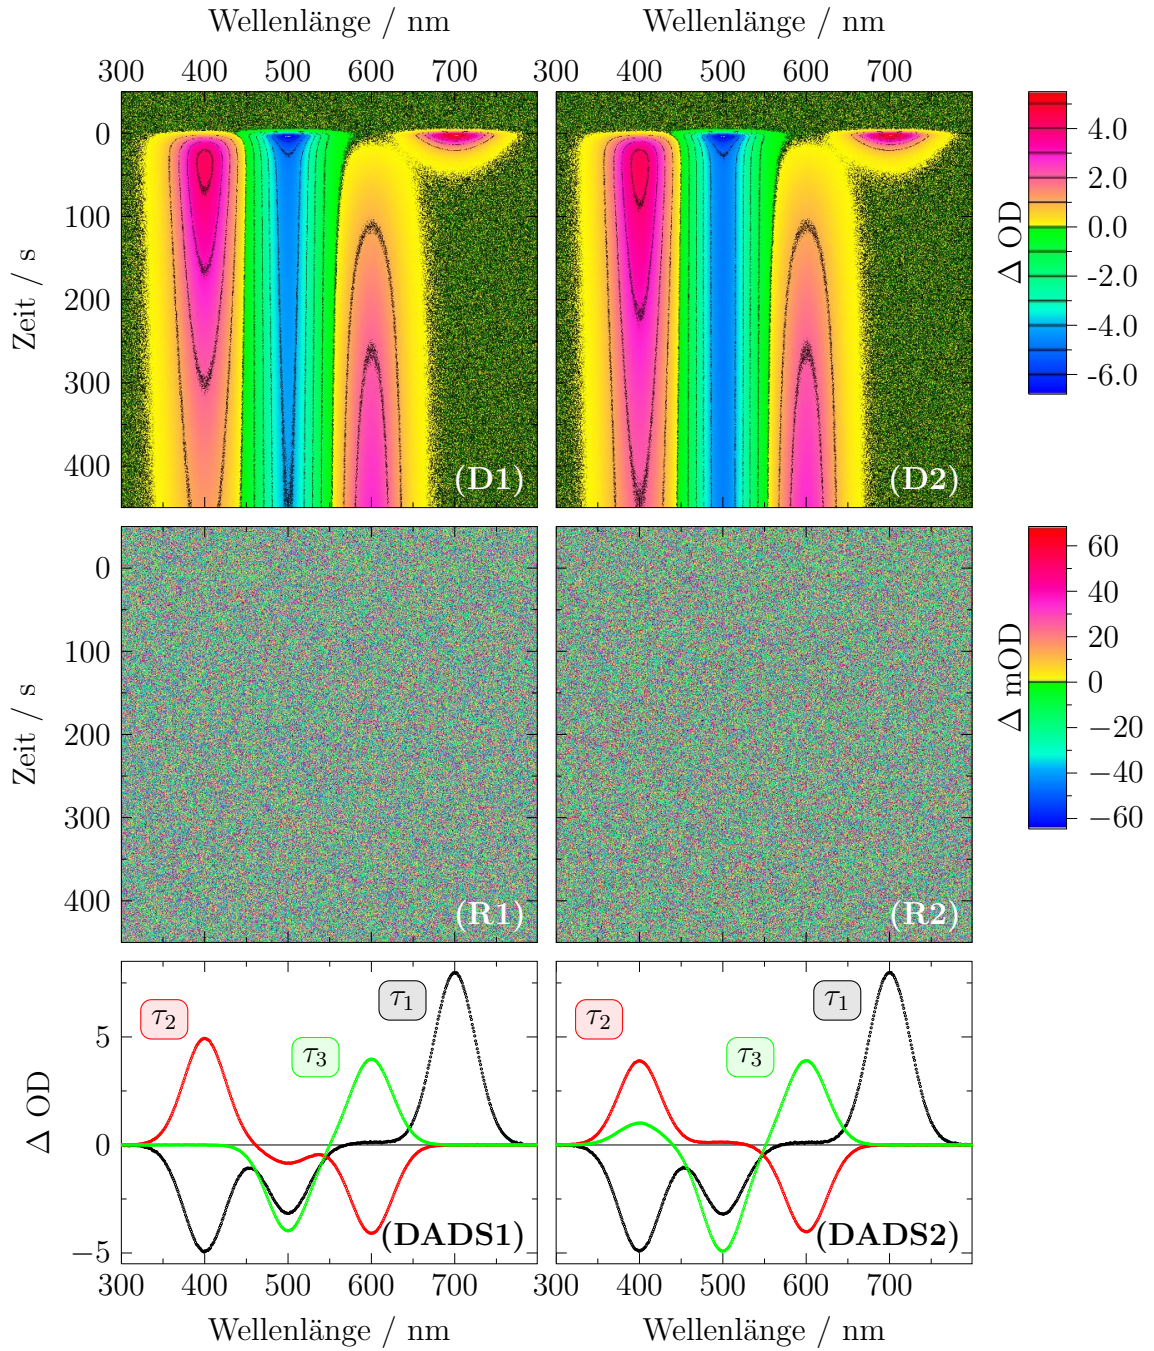 Wellenlänge / nm Wellenlänge / nm
300 400 500 600 700 300 400 500 600 700
0
100
200
300
400
Zeit / s
(D1) (D2)
4.0
2.0
0.0
-2.0
-4.0
-6.0
Δ OD
0
100
200
300
400
Zeit / s
(R1) (R2)
60
40
20
0
−20
−40
−60
Δ mOD
5
0
−5
Δ OD
τ2 τ3 τ1 (DADS1)
τ2 τ3 τ1 (DADS2)
300 400 500 600 700 300 400 500 600 700
Wellenlänge / nm Wellenlänge / nm